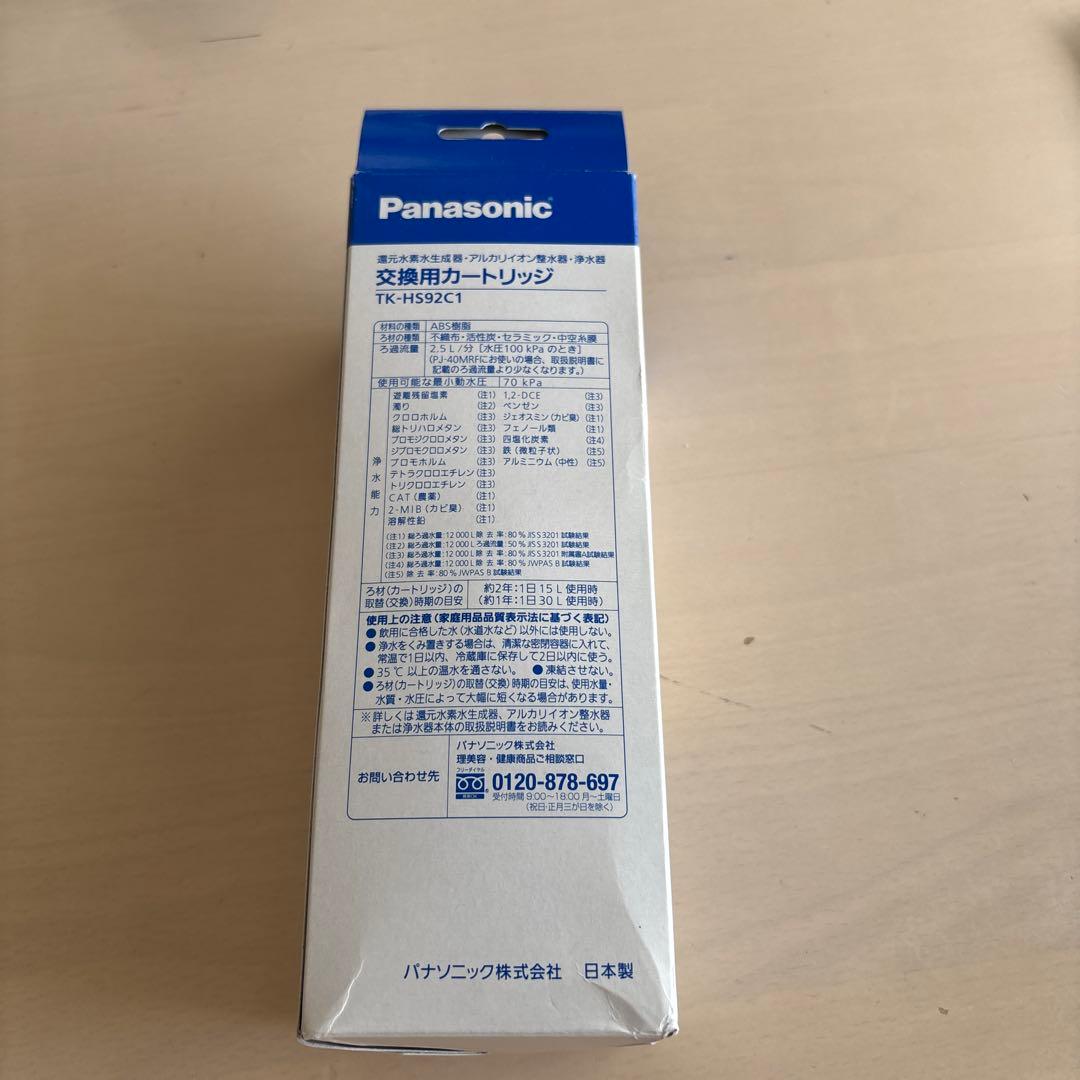 Panasonic
還元水素水生成器・アルカリイオン整水器・浄水器
交換用カートリッジ
TK-HS92C1
材料の種類 ABS樹脂
ろ材の種類 不織布・活性炭・セラミック・中空糸膜
ろ過流量 2.5L/分 [水圧100 kPa のとき]
(PJ-40MRFにお使いの場合、取扱説明書に
記載のろ過流量より少なくなります。)
使用可能な最小動水圧 70 kPa
浄水能力
遊離残留塩素 (注1) 1,2-DCE (注3)
濁り (注2) ベンゼン (注3)
クロロホルム (注3) ジェオスミン(カビ臭) (注1)
総トリハロメタン (注3) フェノール類 (注1)
ブロモジクロロメタン (注3) 四塩化炭素 (注4)
ジブロモクロロメタン (注3) 鉄(微粒子状) (注5)
ブロモホルム (注3) アルミニウム(中性) (注5)
テトラクロロエチレン (注3)
トリクロロエチレン (注3)
CAT(農薬) (注1)
2-MIB(カビ臭) (注1)
溶解性鉛 (注1)
(注1) 総ろ過水量:12 000 L 除去率:80% JIS S 3201 試験結果
(注2) 総ろ過水量:12 000 L ろ過流量:50% JIS S 3201 試験結果
(注3) 総ろ過水量:12 000 L 除去率:80% JIS S 3201 附属書A試験結果
(注4) 総ろ過水量:12 000 L 除去率:80% JWPAS B 試験結果
(注5) 除去率:80% JWPAS B 試験結果
ろ材(カートリッジ)の 約2年:1日15L使用時
取替(交換)時期の目安 (約1年:1日30L使用時)
使用上の注意(家庭用品品質表示法に基づく表記)
●飲用に合格した水(水道水など)以外には使用しない。
●浄水をくみ置きする場合は、清潔な密閉容器に入れて、
常温で1日以内、冷蔵庫に保存して2日以内に使う。
●35℃以上の温水を通さない。 ●凍結させない。
●ろ材(カートリッジ)の取替(交換)時期の目安は、使用水量・
水質・水圧によって大幅に短くなる場合があります。
※詳しくは還元水素水生成器、アルカリイオン整水器
または浄水器本体の取扱説明書をお読みください。
お問い合わせ先
パナソニック株式会社
理美容・健康商品ご相談窓口
フリーダイヤル
0120-878-697
受付時間 9:00〜18:00 月〜土曜日
(祝日・正月三が日を除く)
パナソニック株式会社 日本製